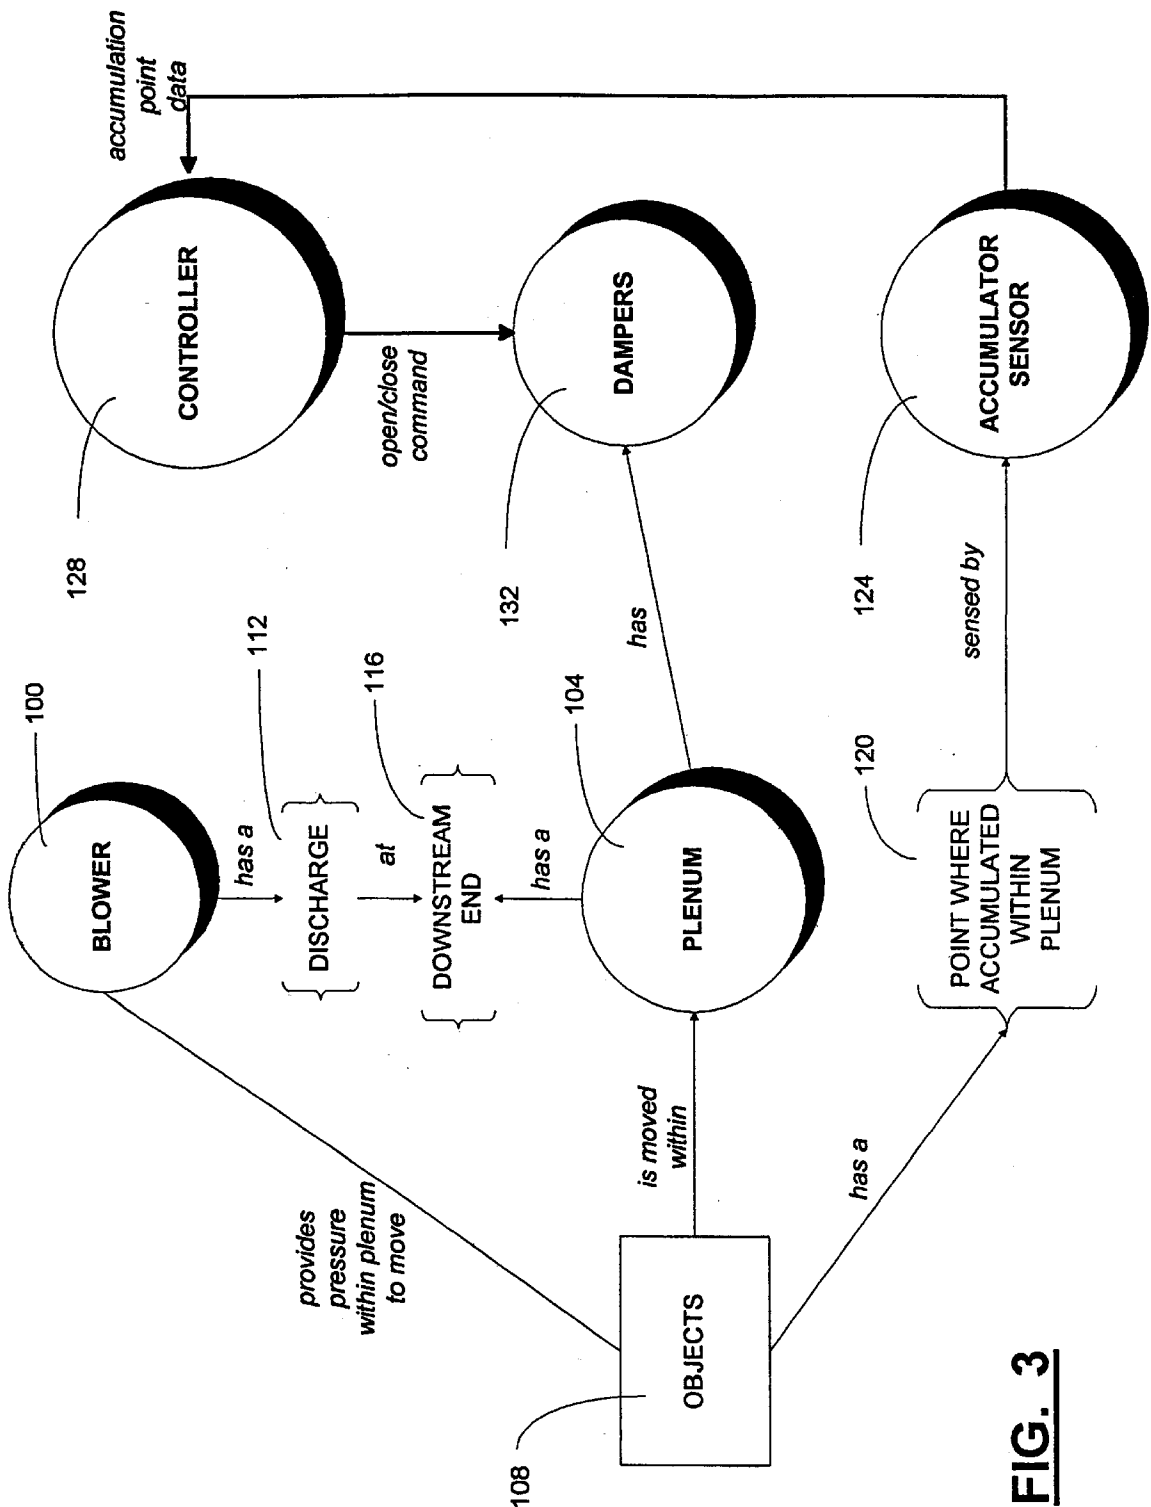 100
BLOWER
has a
112
DISCHARGE
at
116
DOWNSTREAM
END
has a
104
PLENUM
provides
pressure
within plenum
to move
108
OBJECTS
is moved
within
has a
120
POINT WHERE
ACCUMULATED
WITHIN
PLENUM
sensed by
has
128
CONTROLLER
accumulation
point
data
open/close
command
132
DAMPERS
124
ACCUMULATOR
SENSOR
FIG. 3